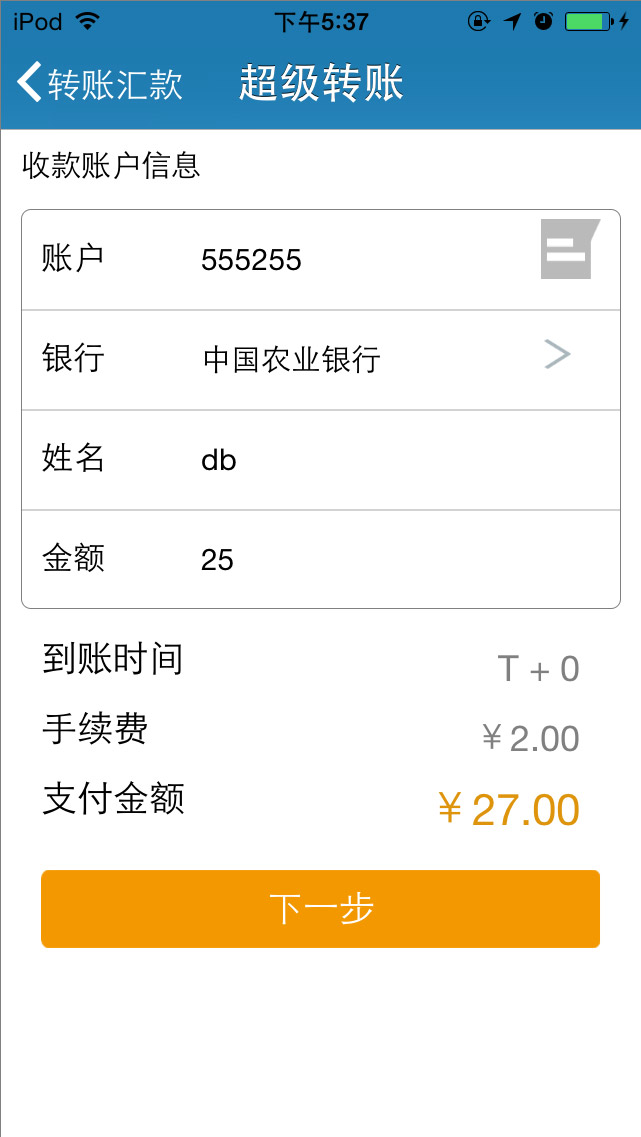 iPod 下午5:37
转账汇款 超级转账
收款账户信息
账户 555255
银行 中国农业银行
姓名 db
金额 25
到账时间 T + 0
手续费 ¥2.00
支付金额 ¥27.00
下一步